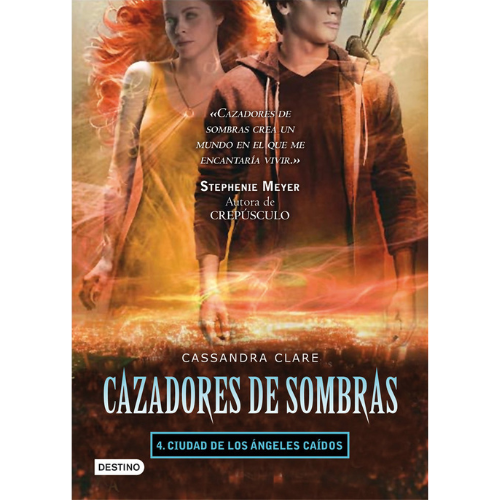 «CAZADORES DE
SOMBRAS CREA UN
MUNDO EN EL QUE ME
ENCANTARÍA VIVIR.»
STEPHENIE MEYER
Autora de
CREPÚSCULO
CASSANDRA CLARE
CAZADORES DE SOMBRAS
4. CIUDAD DE LOS ÁNGELES CAÍDOS
DESTINO